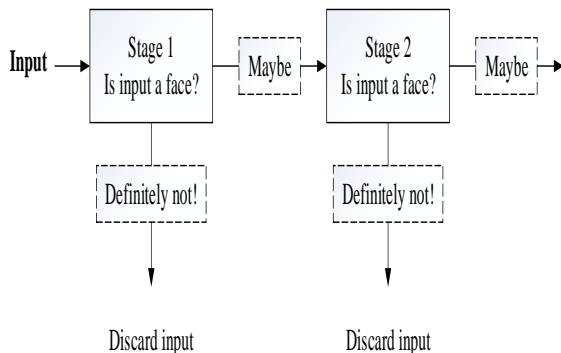 Input
Stage 1
Is input a face?
Maybe
Stage 2
Is input a face?
Maybe
Definitely not!
Definitely not!
Discard input
Discard input